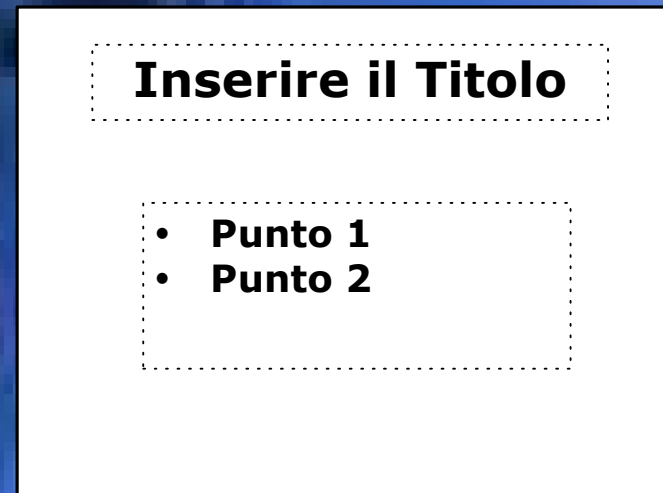 Inserire il Titolo
• Punto 1
• Punto 2